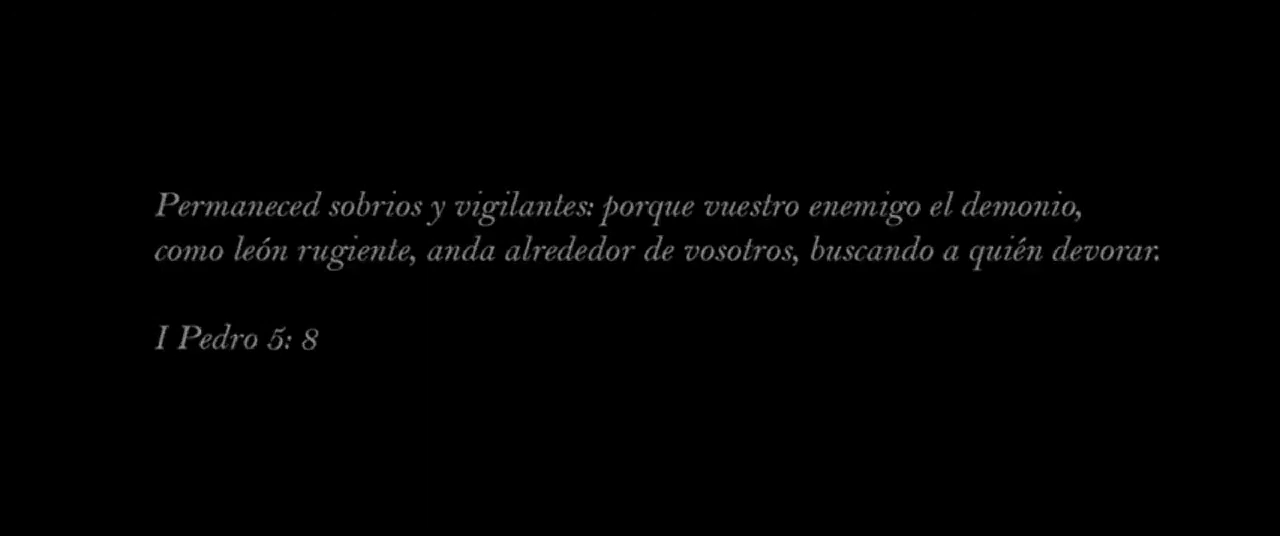 Permaneced sobrios y vigilantes: porque vuestro enemigo el demonio,
como león rugiente, anda alrededor de vosotros, buscando a quién devorar.
I Pedro 5: 8